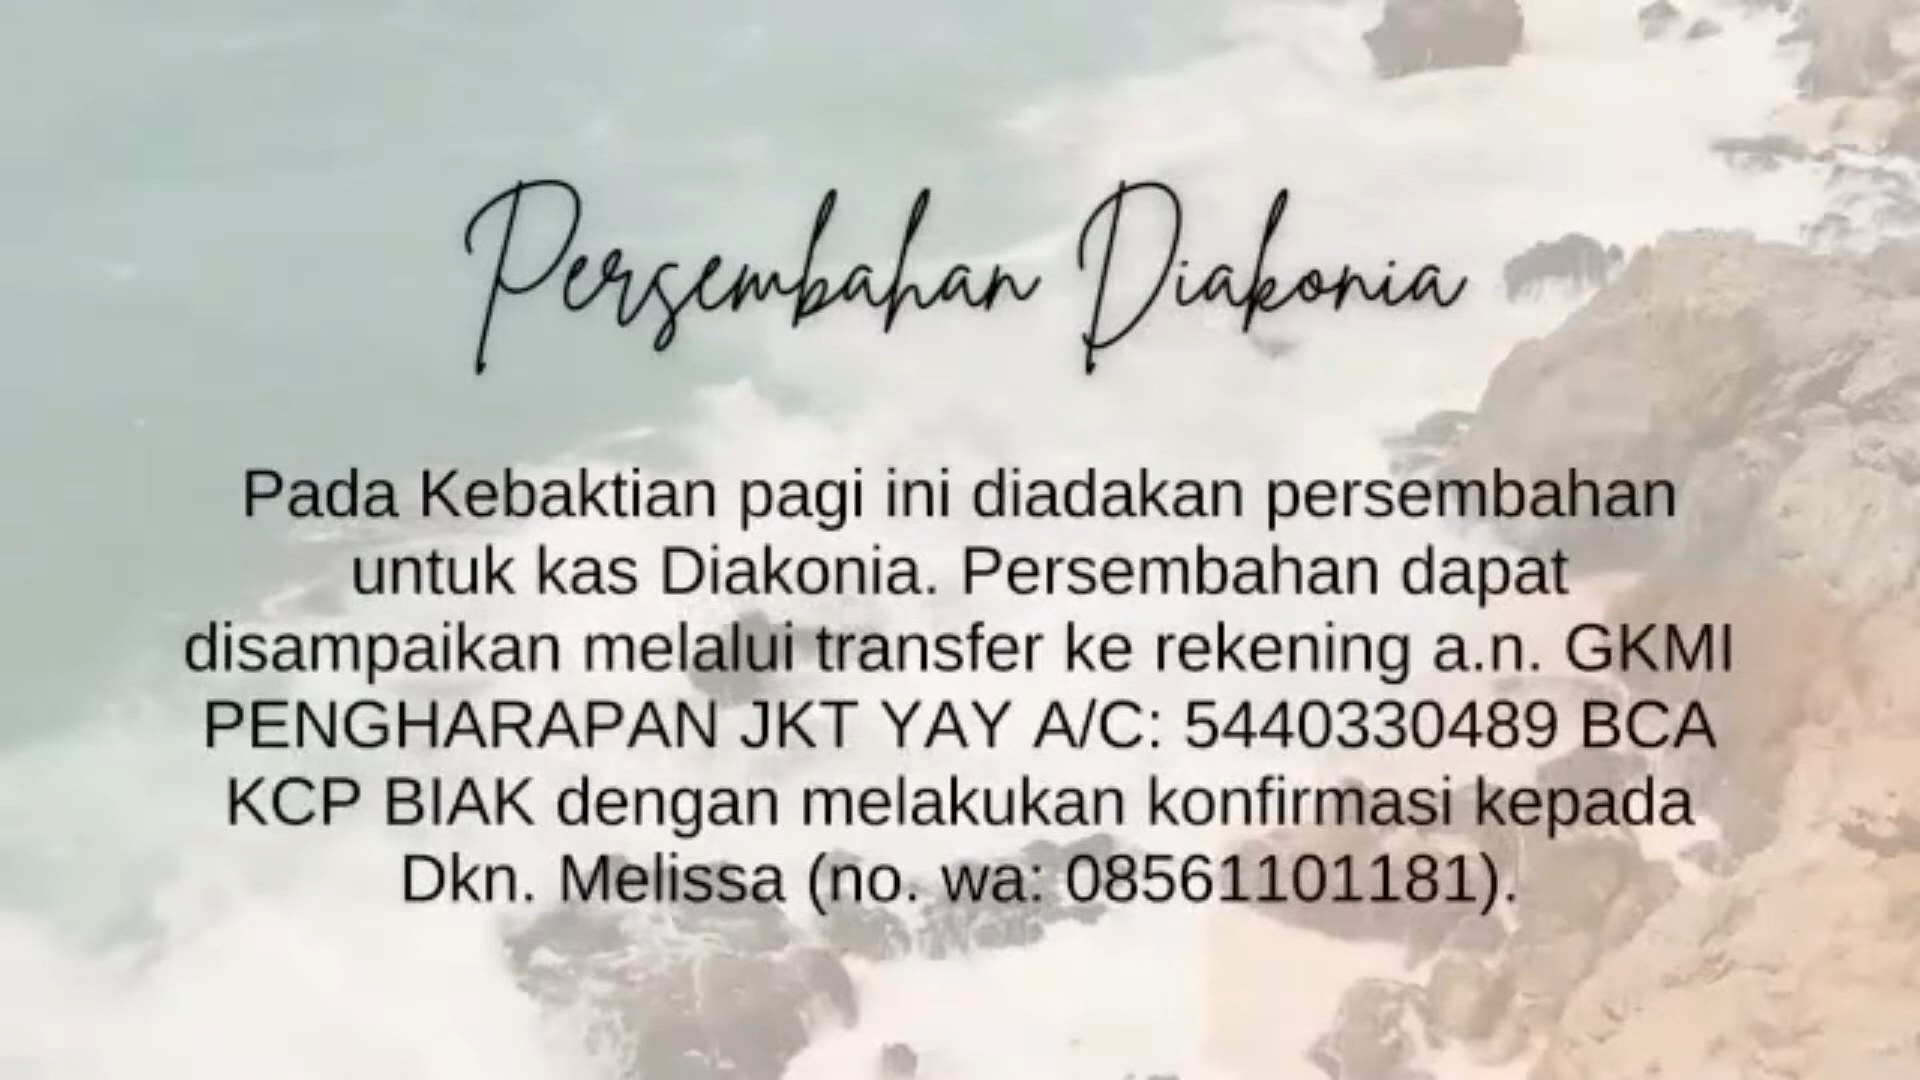 Persembahan Diakonia
Pada Kebaktian pagi ini diadakan persembahan
untuk kas Diakonia. Persembahan dapat
disampaikan melalui transfer ke rekening a.n. GKMI
PENGHARAPAN JKT YAY A/C: 5440330489 BCA
KCP BIAK dengan melakukan konfirmasi kepada
Dkn. Melissa (no. wa: 08561101181).